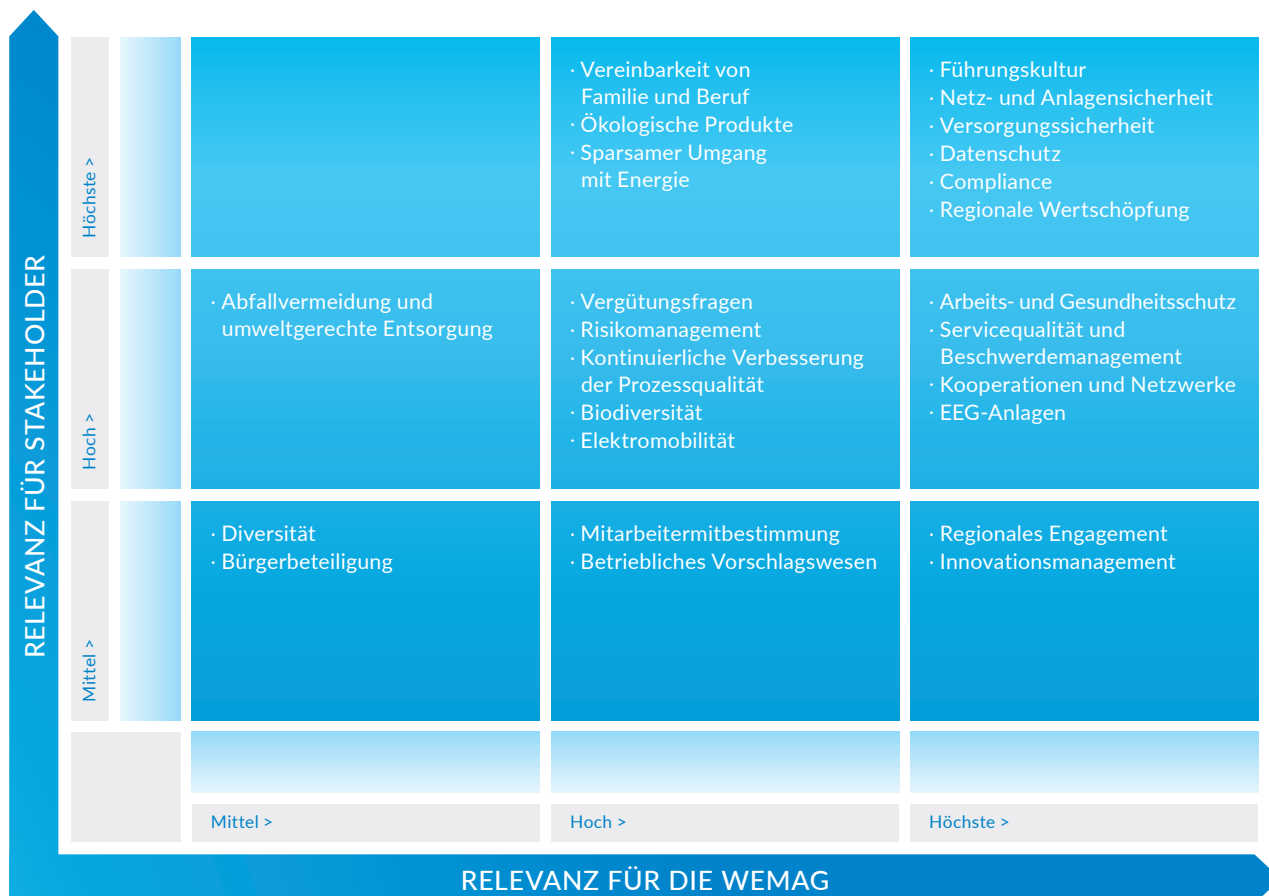 RELEVANZ FÜR STAKEHOLDER
Höchste >
· Vereinbarkeit von
Familie und Beruf
· Ökologische Produkte
· Sparsamer Umgang
mit Energie
· Führungskultur
· Netz- und Anlagensicherheit
· Versorgungssicherheit
· Datenschutz
· Compliance
· Regionale Wertschöpfung
Hoch >
· Abfallvermeidung und
umweltgerechte Entsorgung
· Vergütungsfragen
· Risikomanagement
· Kontinuierliche Verbesserung
der Prozessqualität
· Biodiversität
· Elektromobilität
· Arbeits- und Gesundheitsschutz
· Servicequalität und
Beschwerdemanagement
· Kooperationen und Netzwerke
· EEG-Anlagen
Mittel >
· Diversität
· Bürgerbeteiligung
· Mitarbeitermitbestimmung
· Betriebliches Vorschlagswesen
· Regionales Engagement
· Innovationsmanagement
Mittel >
Hoch >
Höchste >
RELEVANZ FÜR DIE WEMAG